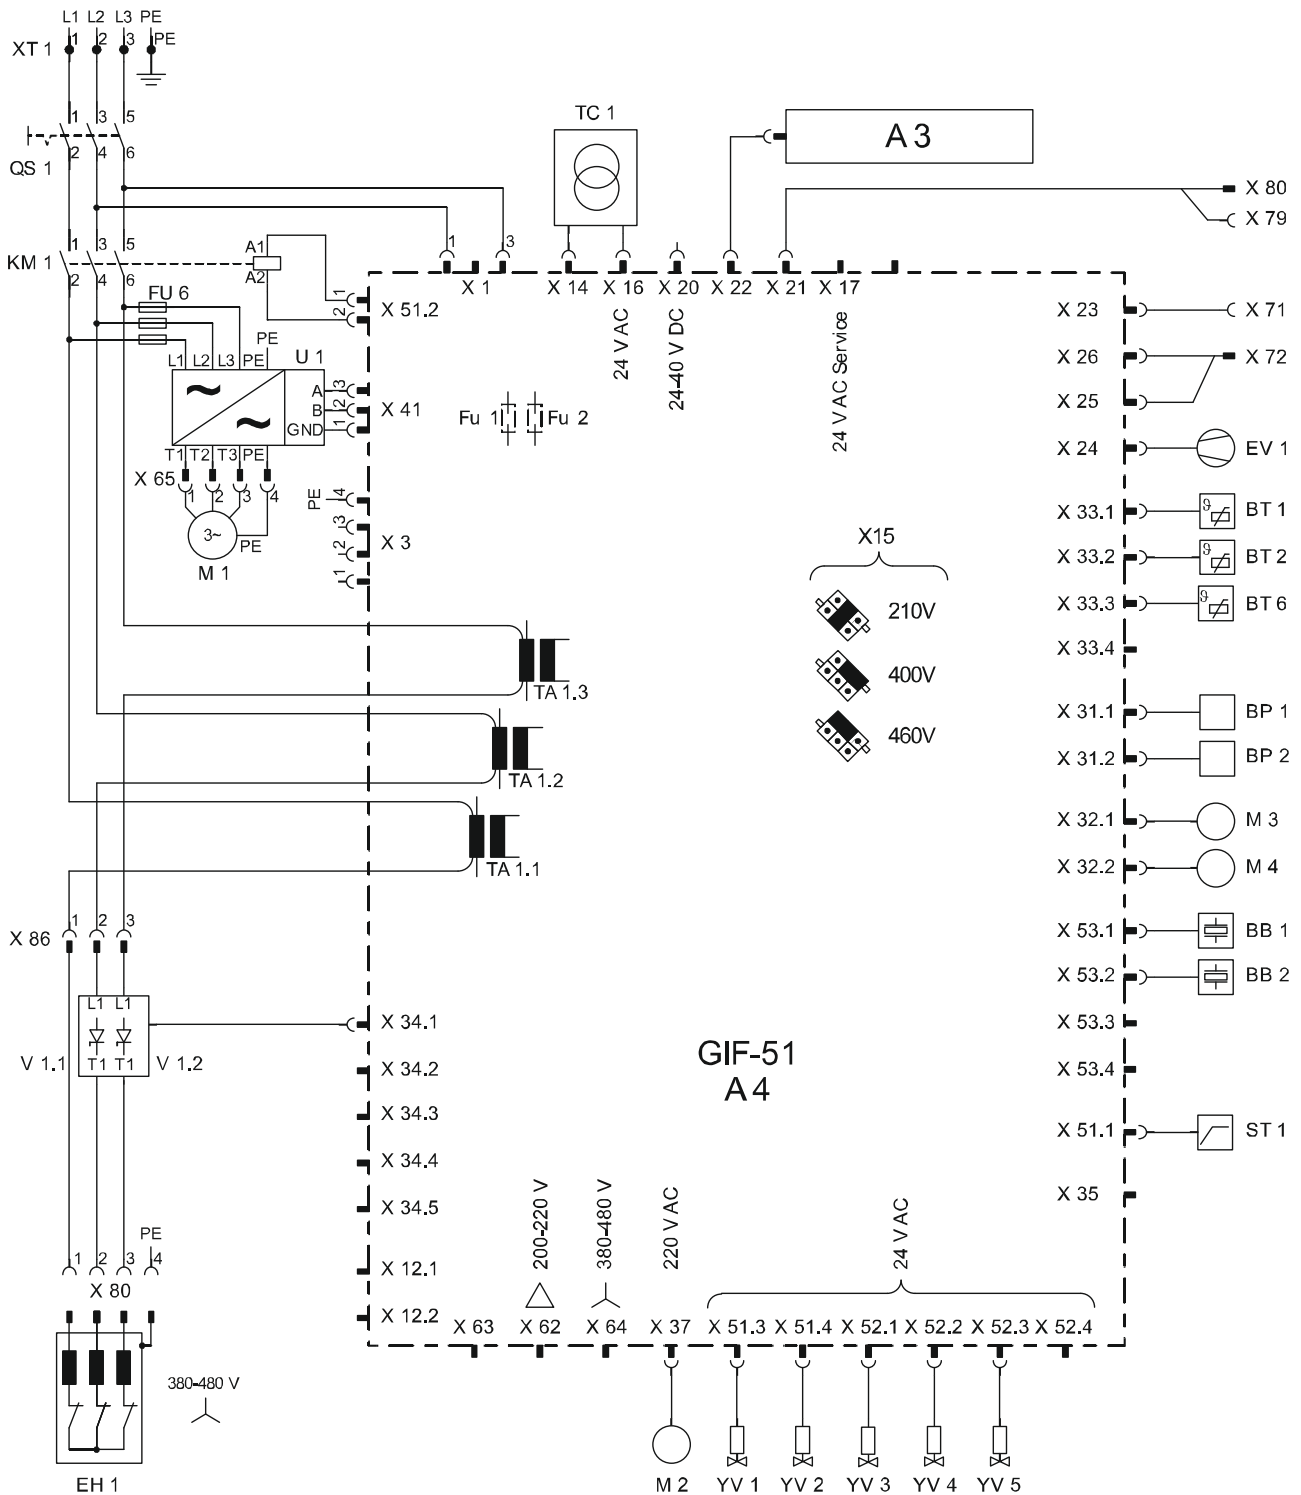 L1 L2 L3 PE
XT 1 1 2 3 PE
1 3 5
QS 1 2 4 6
TC 1
A 3
X 80
X 79
1 3 5
KM 1 2 4 6
A1
A2
FU 6
1 3
X 1 X 14 X 16 X 20 X 22 X 21 X 17
24 V AC
24-40 V DC
24 V AC Service
1
2
X 51.2
X 23 X 71
X 26 X 72
X 25
X 24 EV 1
L1 L2 L3 PE PE
U 1
A 3
B 2
GND 1
X 41
T1 T2 T3 PE
X 65
1 2 3 4
3~
PE
M 1
Fu 1 Fu 2
PE 4
3
2
1
X 3
X 33.1 ϑ BT 1
X 33.2 ϑ BT 2
X 33.3 ϑ BT 6
X 33.4
X15
210V
400V
460V
TA 1.3
TA 1.2
TA 1.1
X 31.1 BP 1
X 31.2 BP 2
X 32.1 M 3
X 32.2 M 4
X 53.1 BB 1
X 53.2 BB 2
X 53.3
X 53.4
X 51.1 ST 1
X 35
X 86
1 2 3
L1 L1
V 1.1 T1 T1 V 1.2
X 34.1
X 34.2
X 34.3
X 34.4
X 34.5
X 12.1
X 12.2
GIF-51
A 4
PE
1 2 3 4
X 80
200-220 V
380-480 V
220 V AC
24 V AC
X 63 X 62 X 64 X 37 X 51.3 X 51.4 X 52.1 X 52.2 X 52.3 X 52.4
380-480 V
EH 1
M 2 YV 1 YV 2 YV 3 YV 4 YV 5